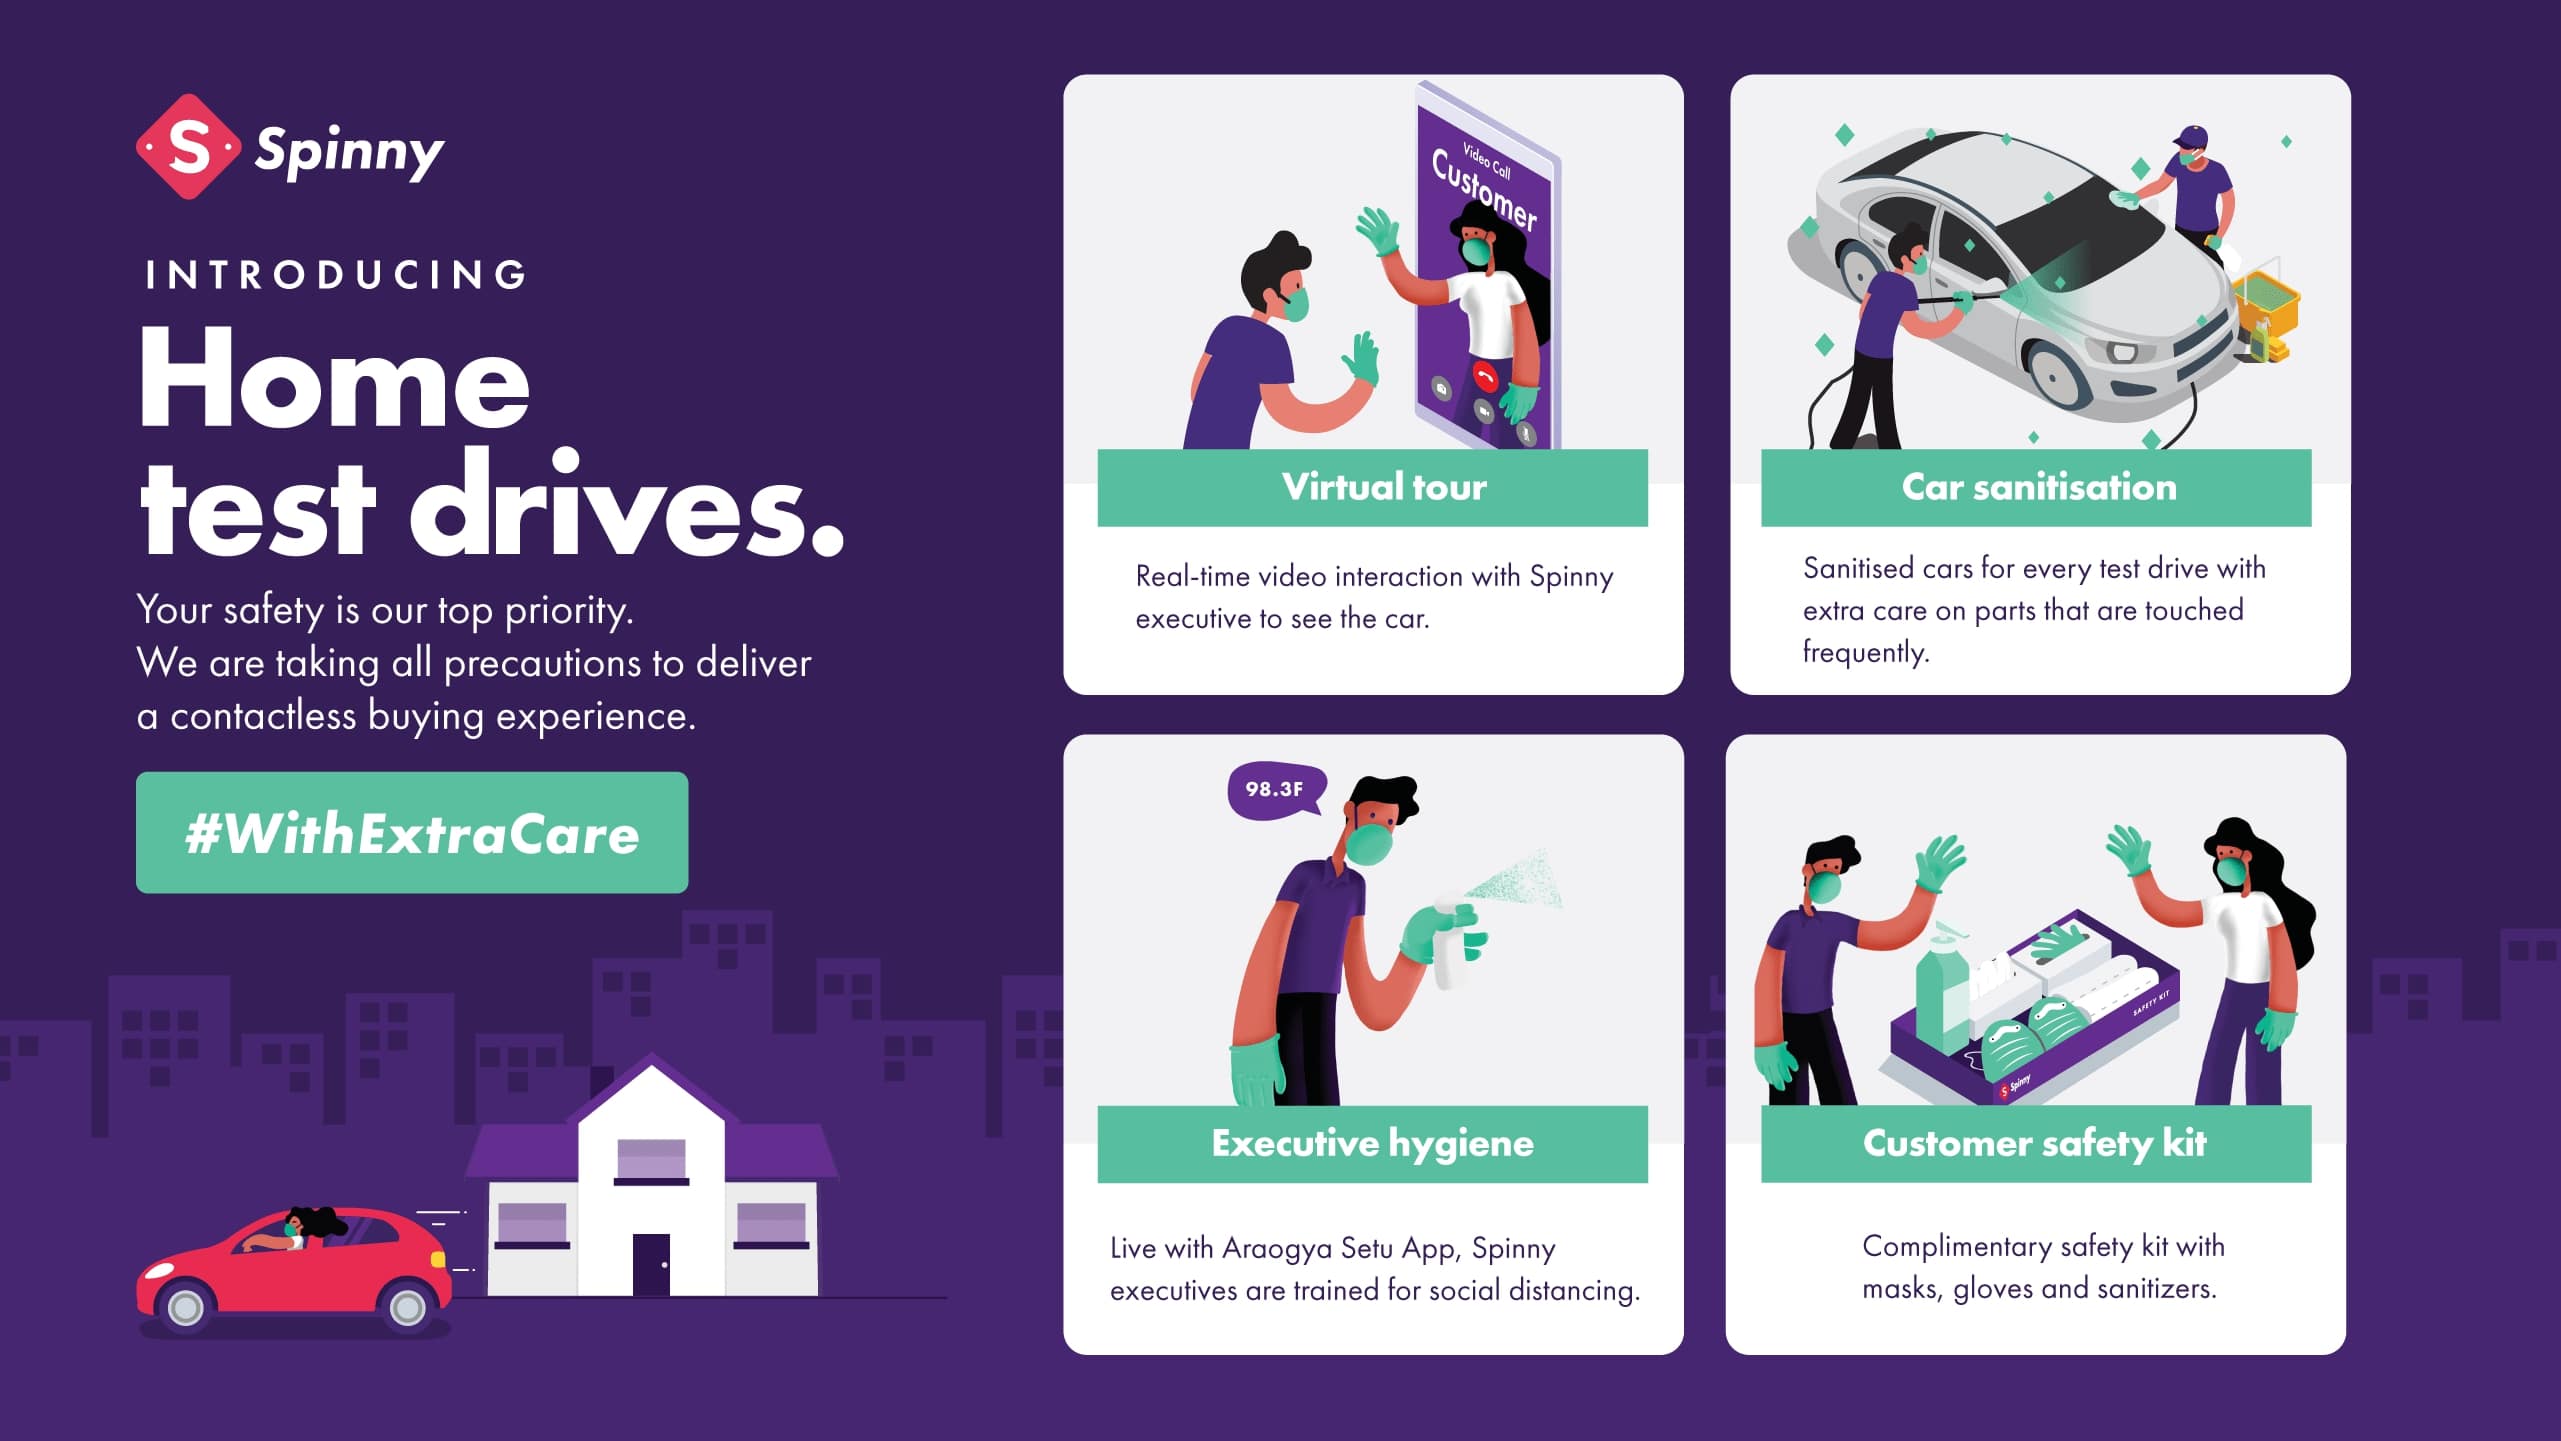 S Spinny
INTRODUCING
Home
test drives.
Your safety is our top priority.
We are taking all precautions to deliver
a contactless buying experience.
#WithExtraCare
Video Call
Customer
Virtual tour
Real-time video interaction with Spinny
executive to see the car.
Car sanitisation
Sanitised cars for every test drive with
extra care on parts that are touched
frequently.
98.3F
Executive hygiene
Live with Araogya Setu App, Spinny
executives are trained for social distancing.
SAFETY KIT
S Spinny
Customer safety kit
Complimentary safety kit with
masks, gloves and sanitizers.